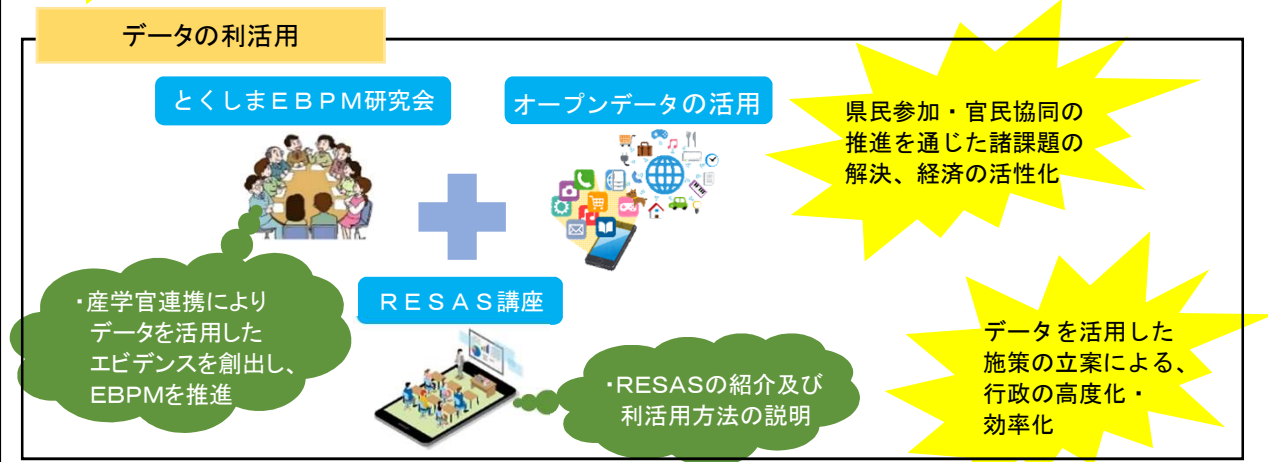 データの利活用
とくしまＥＢＰＭ研究会
オープンデータの活用
県民参加・官民協同の
推進を通じた諸課題の
解決、経済の活性化
・産学官連携により
データを活用した
エビデンスを創出し、
EBPMを推進
ＲＥＳＡＳ講座
・RESASの紹介及び
利活用方法の説明
データを活用した
施策の立案による、
行政の高度化・
効率化